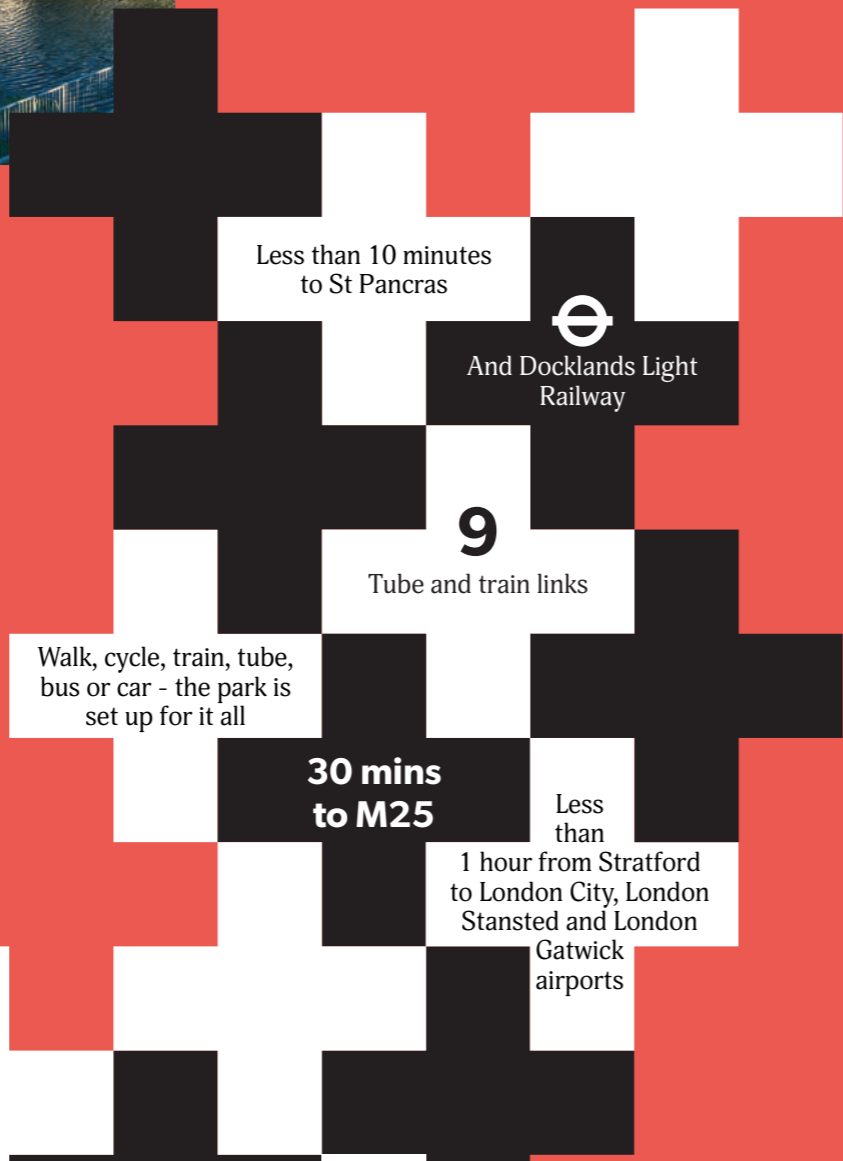 Less than 10 minutes
to St Pancras
And Docklands Light
Railway
9
Tube and train links
Walk, cycle, train, tube,
bus or car - the park is
set up for it all
30 mins
to M25
Less
than
1 hour from Stratford
to London City, London
Stansted and London
Gatwick
airports